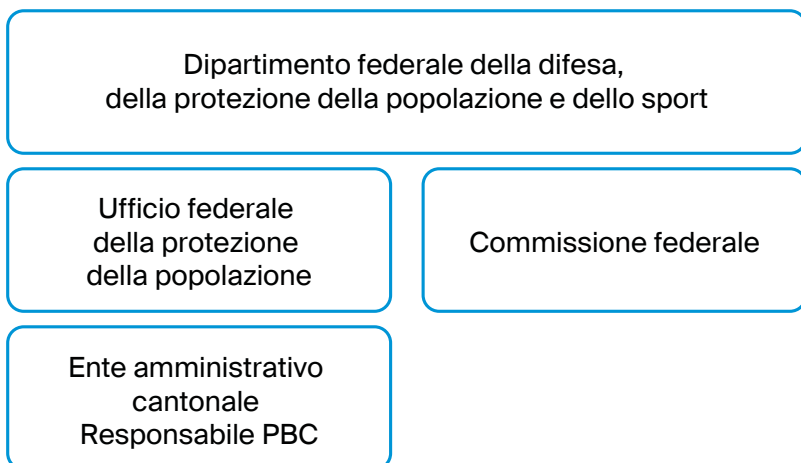 Dipartimento federale della difesa,
della protezione della popolazione e dello sport
Ufficio federale
della protezione
della popolazione
Commissione federale
Ente amministrativo
cantonale
Responsabile PBC